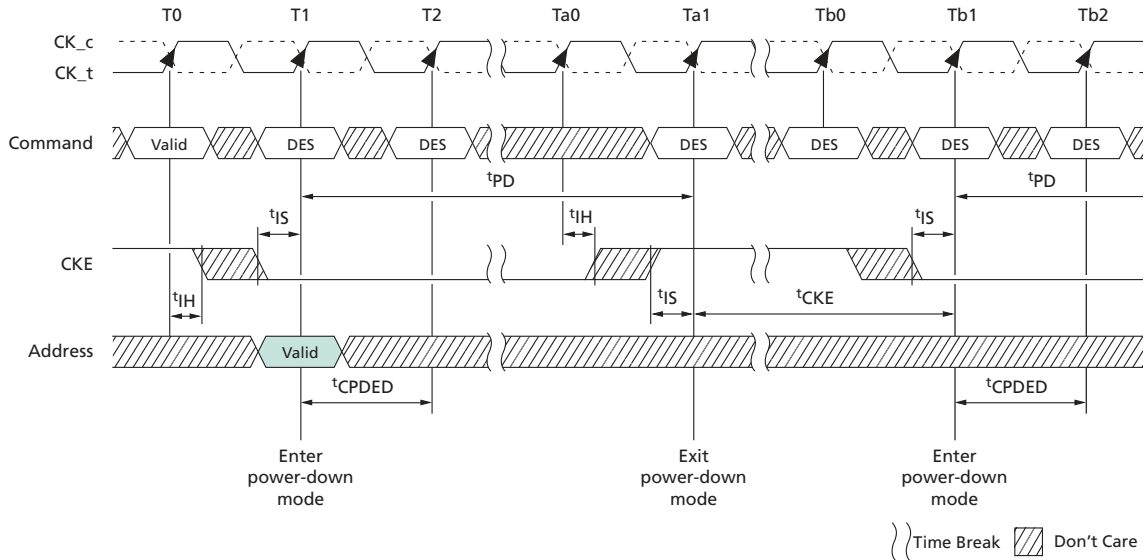 T0 T1 T2 Ta0 Ta1 Tb0 Tb1 Tb2
CK_c
CK_t
Command Valid DES DES DES DES DES DES
tPD tPD
tIS tIH tIS
CKE
tIH tIS tCKE
Address Valid
tCPDED tCPDED
Enter
power-down
mode
Exit
power-down
mode
Enter
power-down
mode
Time Break Don't Care